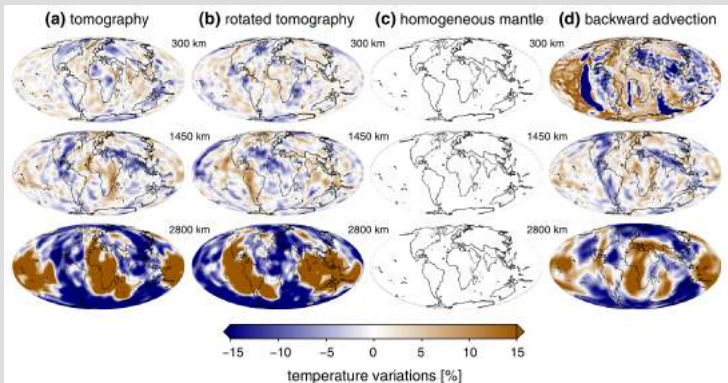 (a) tomography (b) rotated tomography (c) homogeneous mantle (d) backward advection
300 km 300 km 300 km 300 km
1450 km 1450 km 1450 km 1450 km
2800 km 2800 km 2800 km 2800 km
−15 −10 −5 0 5 10 15
temperature variations [%]